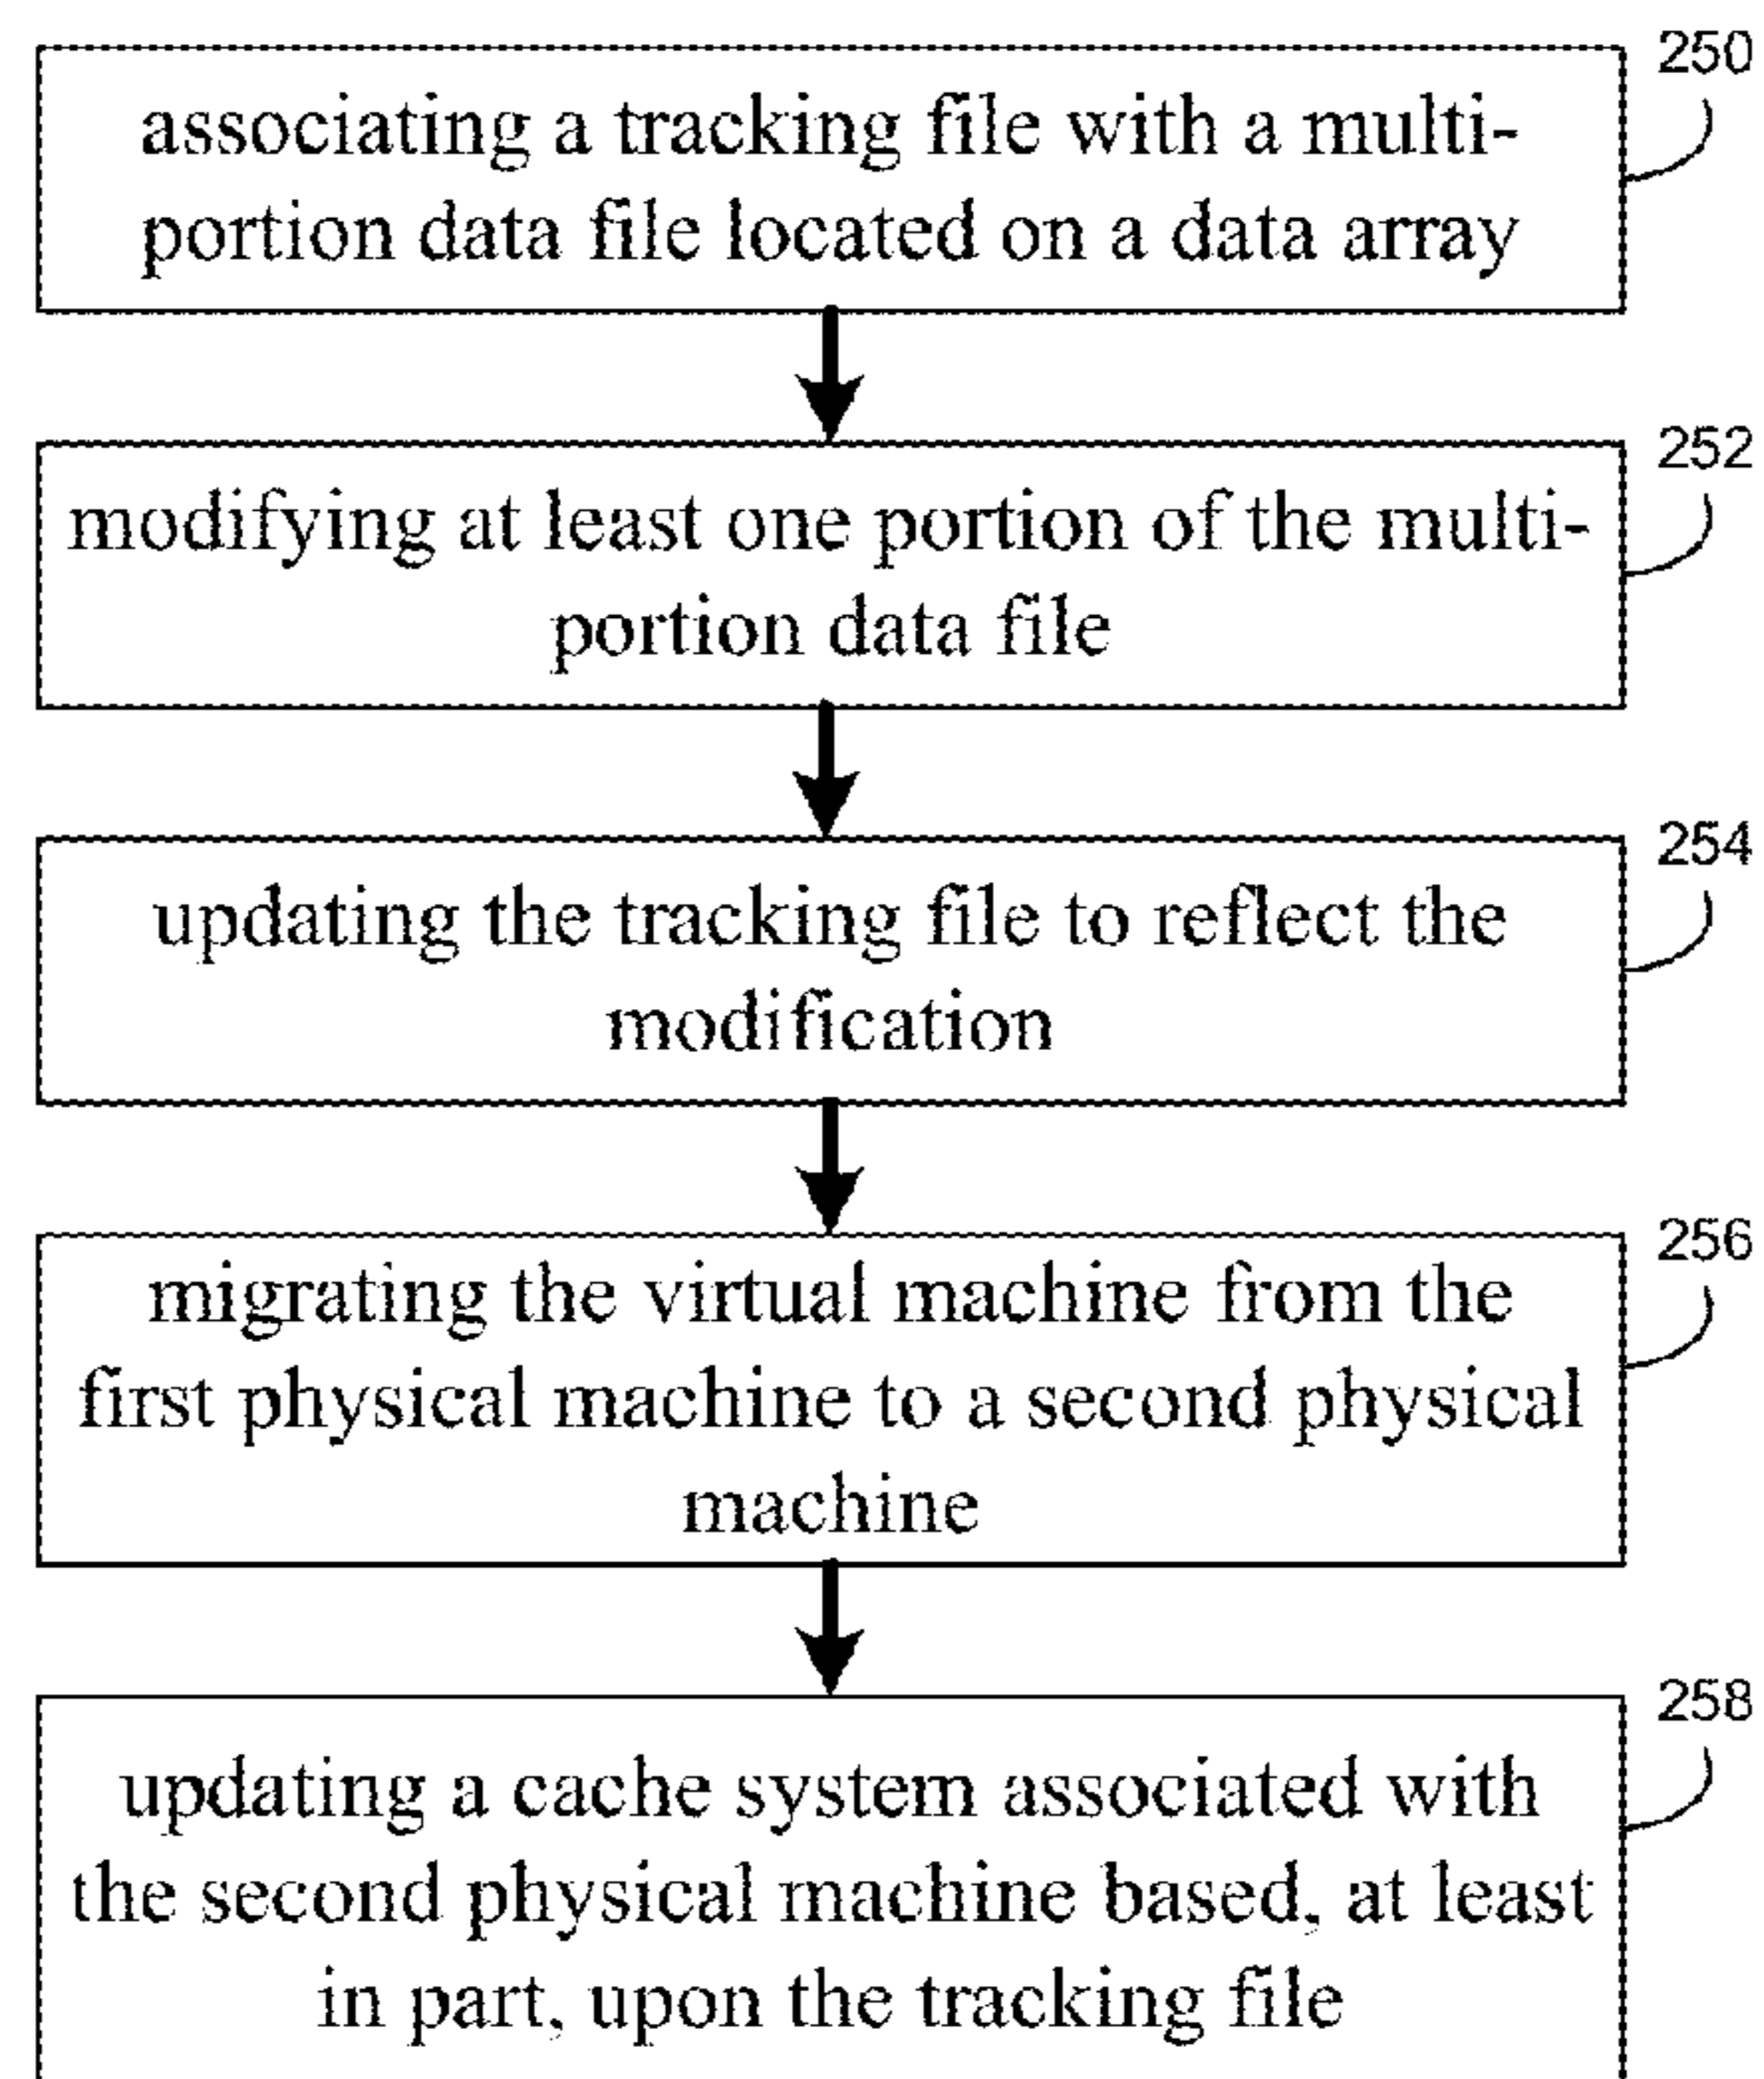 250
associating a tracking file with a multi-
portion data file located on a data array
252
modifying at least one portion of the multi-
portion data file
254
updating the tracking file to reflect the
modification
256
migrating the virtual machine from the
first physical machine to a second physical
machine
258
updating a cache system associated with
the second physical machine based, at least
in part, upon the tracking file